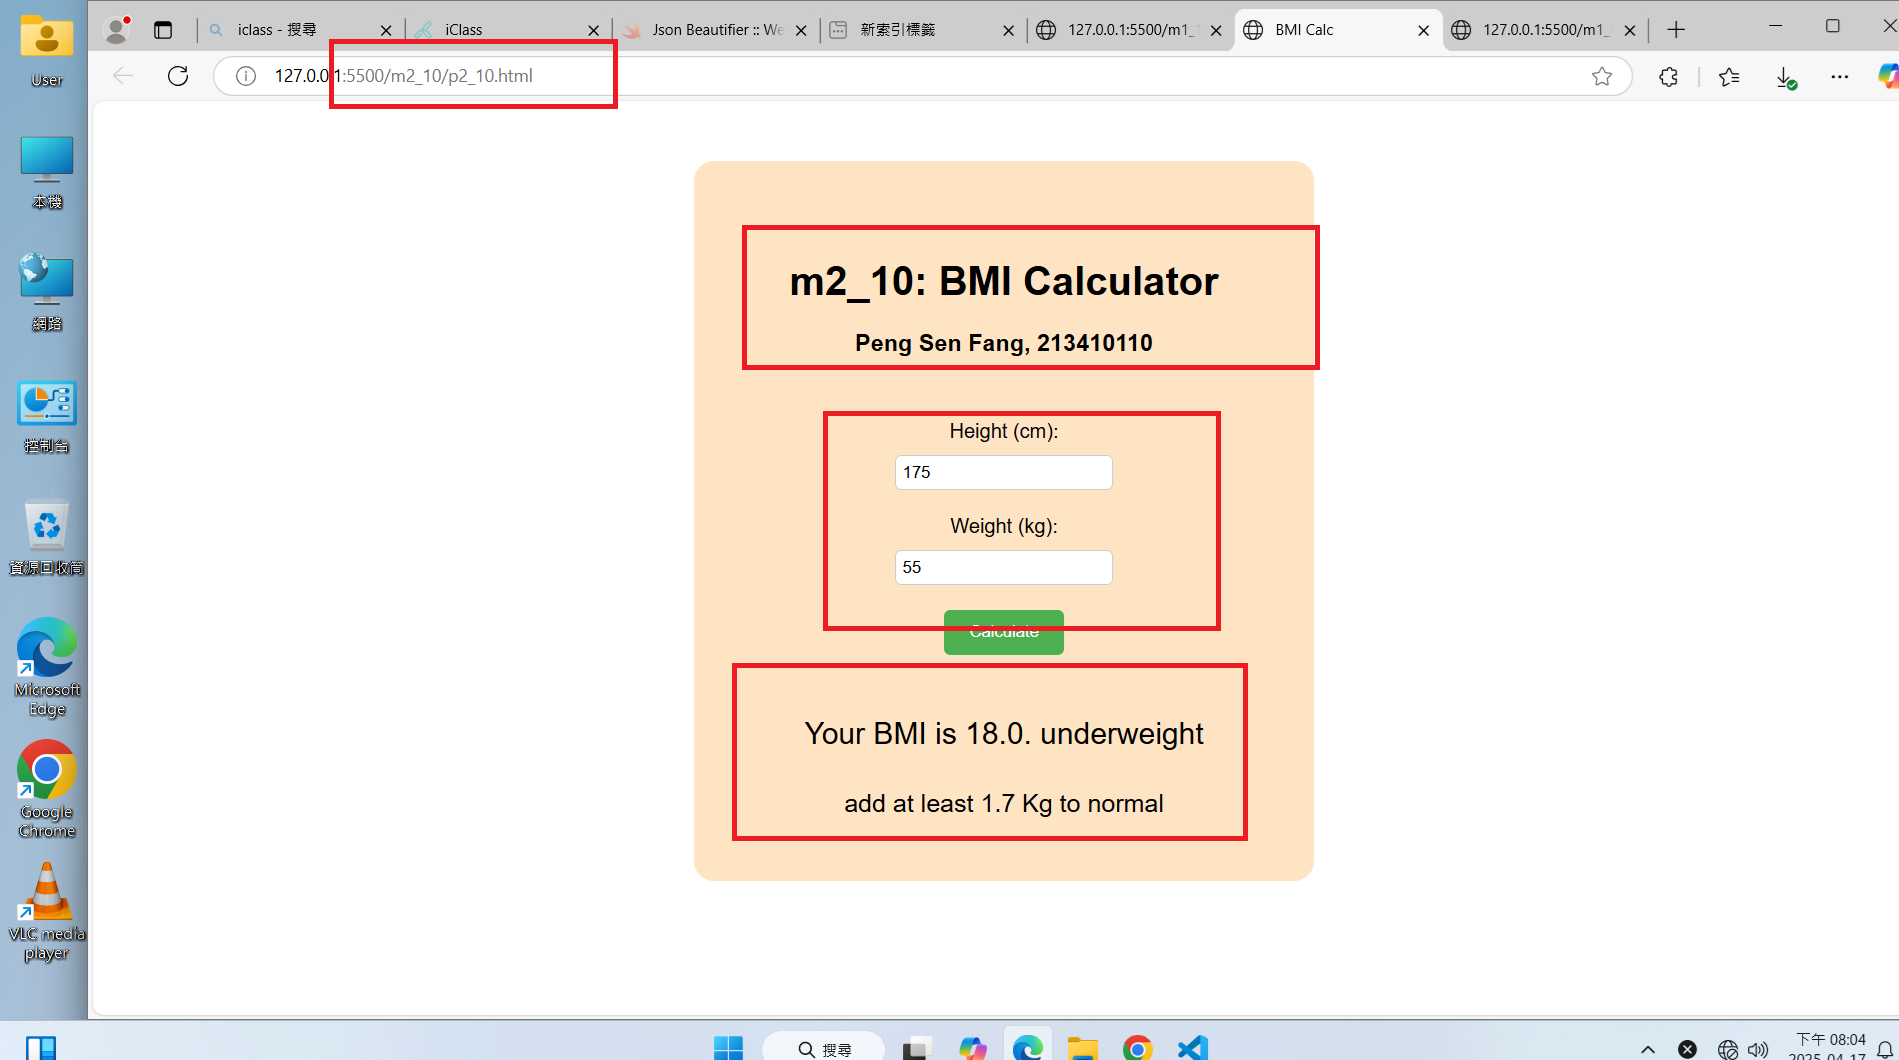 iclass - 搜尋
iClass
Json Beautifier :: We
新索引標籤
127.0.0.1:5500/m1_1
BMI Calc
127.0.0.1:5500/m1_
127.0.0.1:5500/m2_10/p2_10.html
User
本機
網路
控制台
資源回收筒
Microsoft
Edge
Google
Chrome
VLC media
player
m2_10: BMI Calculator
Peng Sen Fang, 213410110
Height (cm):
175
Weight (kg):
55
Calculate
Your BMI is 18.0. underweight
add at least 1.7 Kg to normal
搜尋
下午 08:04
2025-04-17